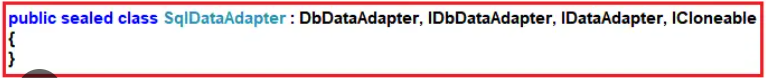 public sealed class SqlDataAdapter : DbDataAdapter, IDbDataAdapter, IDataAdapter, ICloneable
{
}